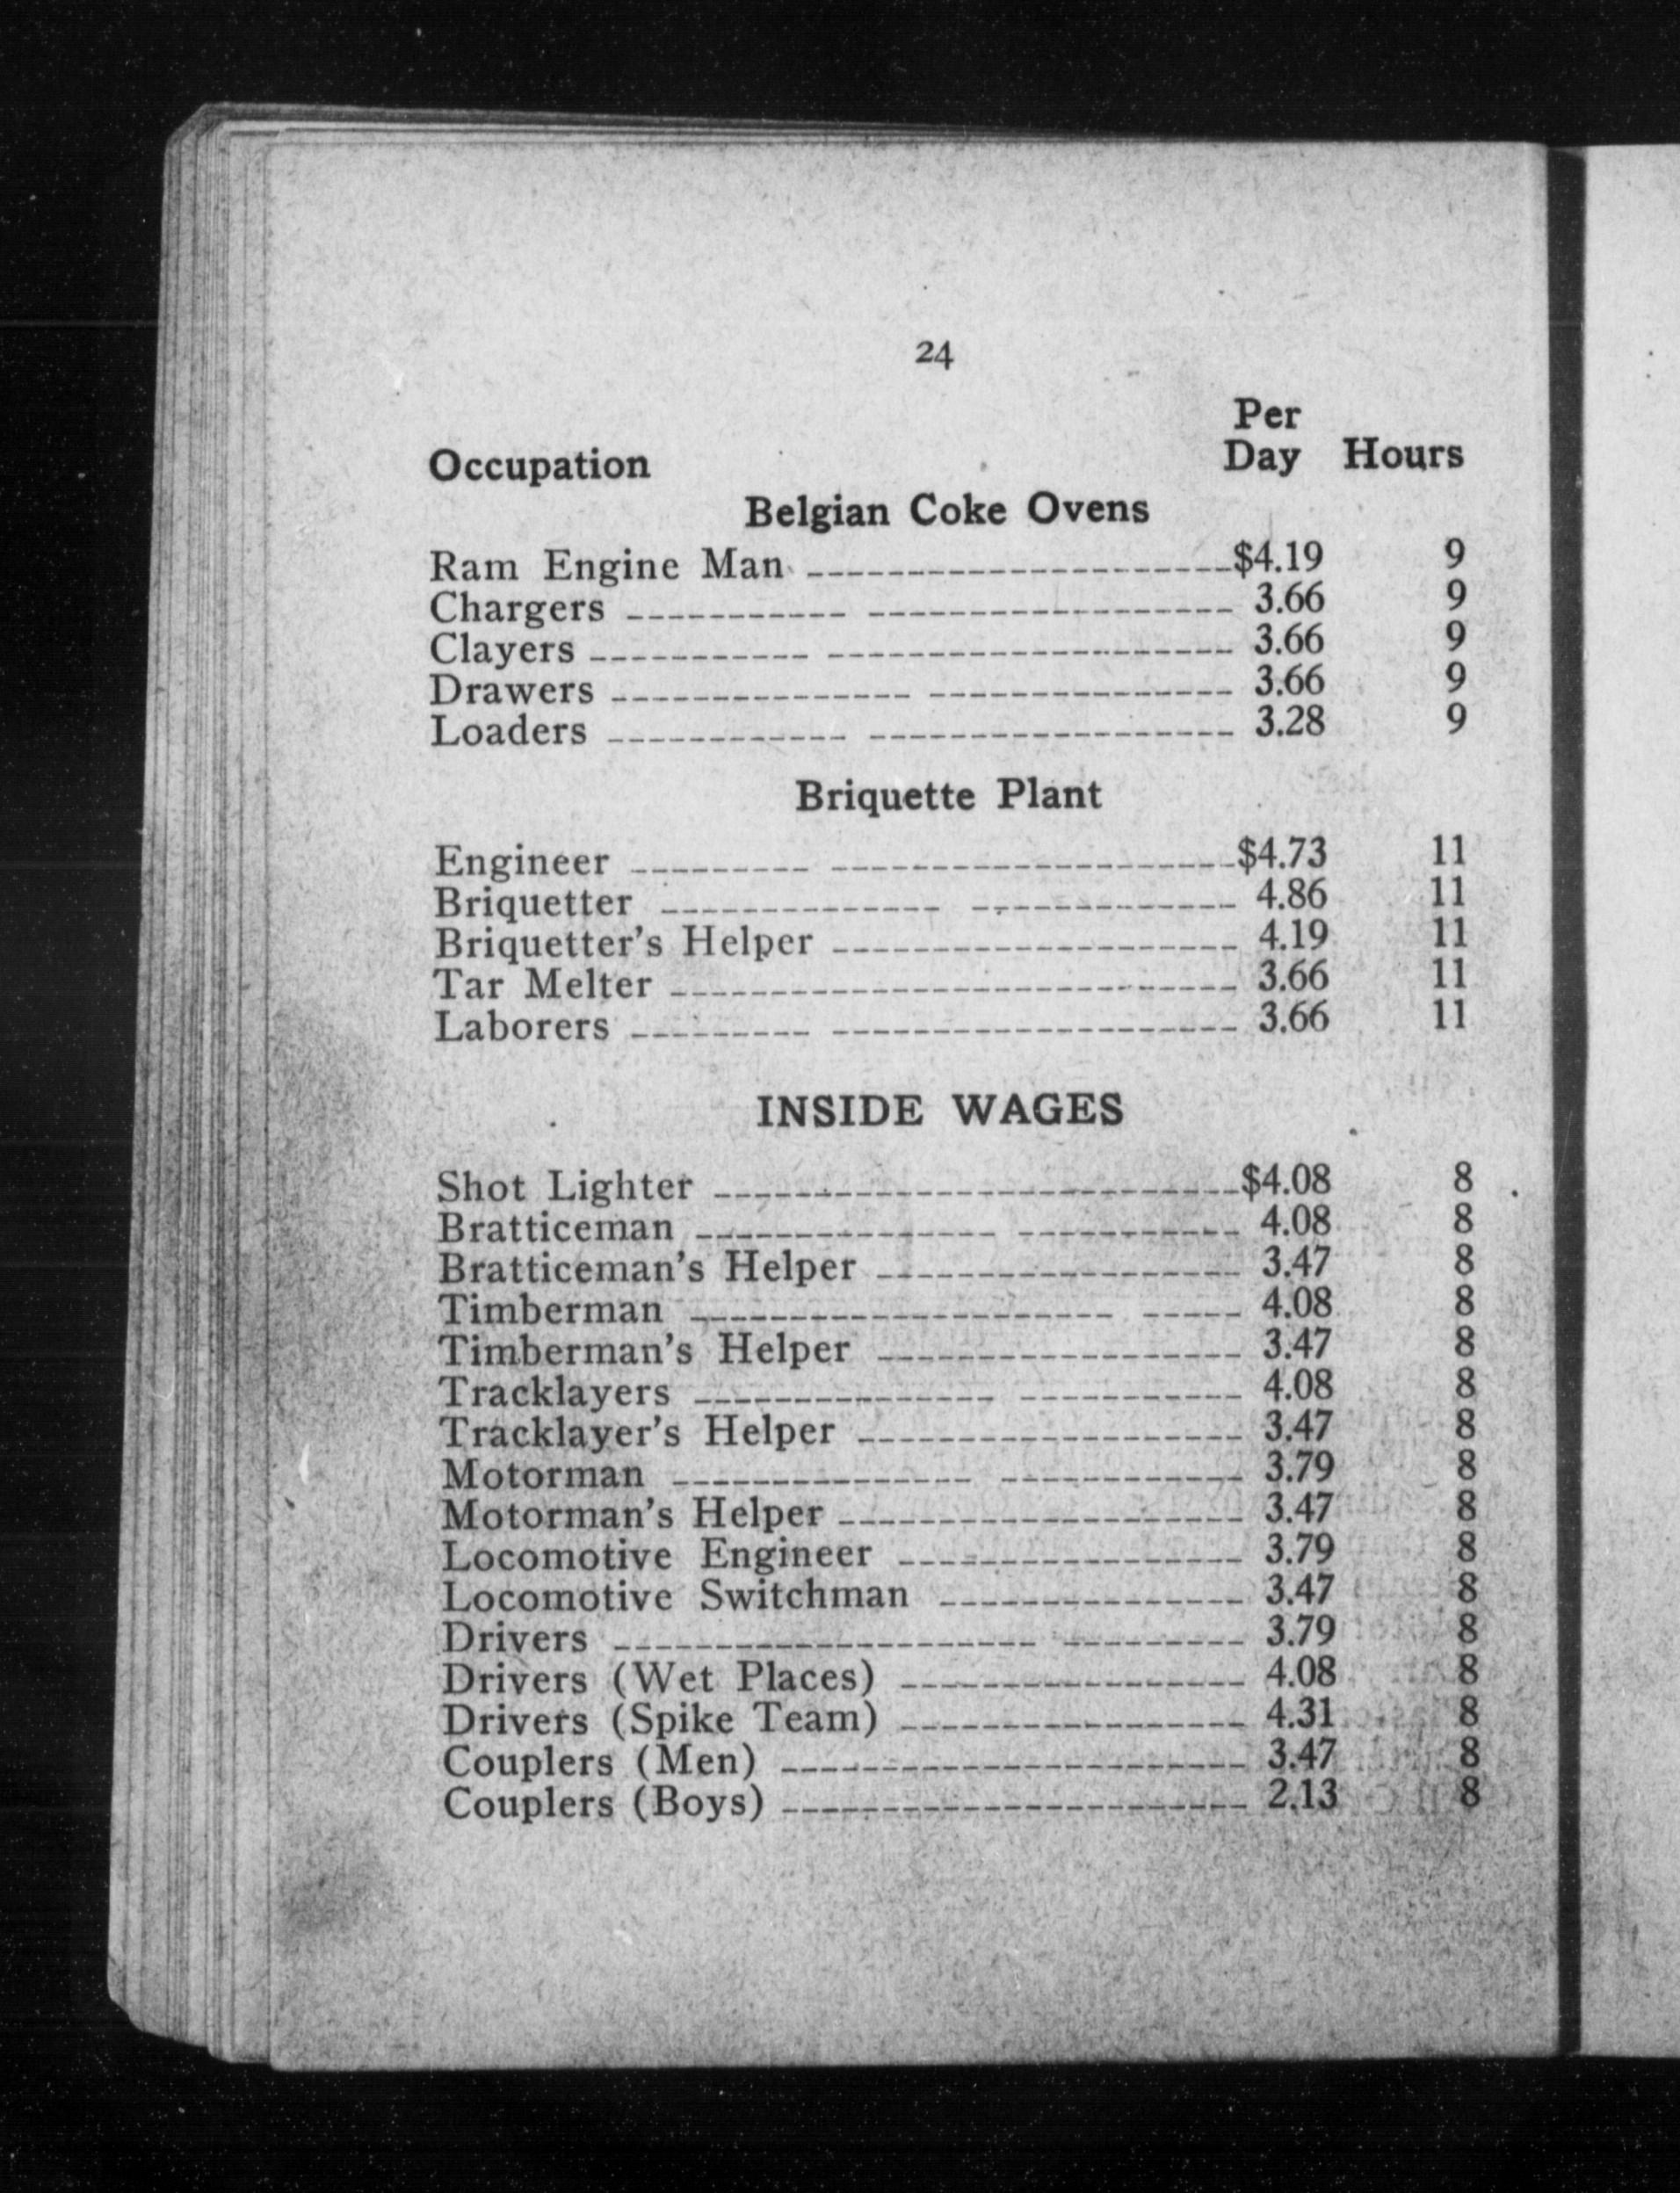 24
Per
Occupation Day Hours
Belgian Coke Ovens
Ram Engine Man $4.19 9
Chargers 3.66 9
Clayers 3.66 9
Drawers 3.66 9
Loaders 3.28 9
Briquette Plant
Engineer $4.73 11
Briquetter 4.86 11
Briquetter's Helper 4.19 11
Tar Melter 3.66 11
Laborers 3.66 11
INSIDE WAGES
Shot Lighter $4.08 8
Bratticeman 4.08 8
Bratticeman's Helper 3.47 8
Timberman 4.08 8
Timberman's Helper 3.47 8
Tracklayers 4.08 8
Tracklayer's Helper 3.47 8
Motorman 3.79 8
Motorman's Helper 3.47 8
Locomotive Engineer 3.79 8
Locomotive Switchman 3.47 8
Drivers 3.79 8
Drivers (Wet Places) 4.08 8
Drivers (Spike Team) 4.31 8
Couplers (Men) 3.47 8
Couplers (Boys) 2.13 8